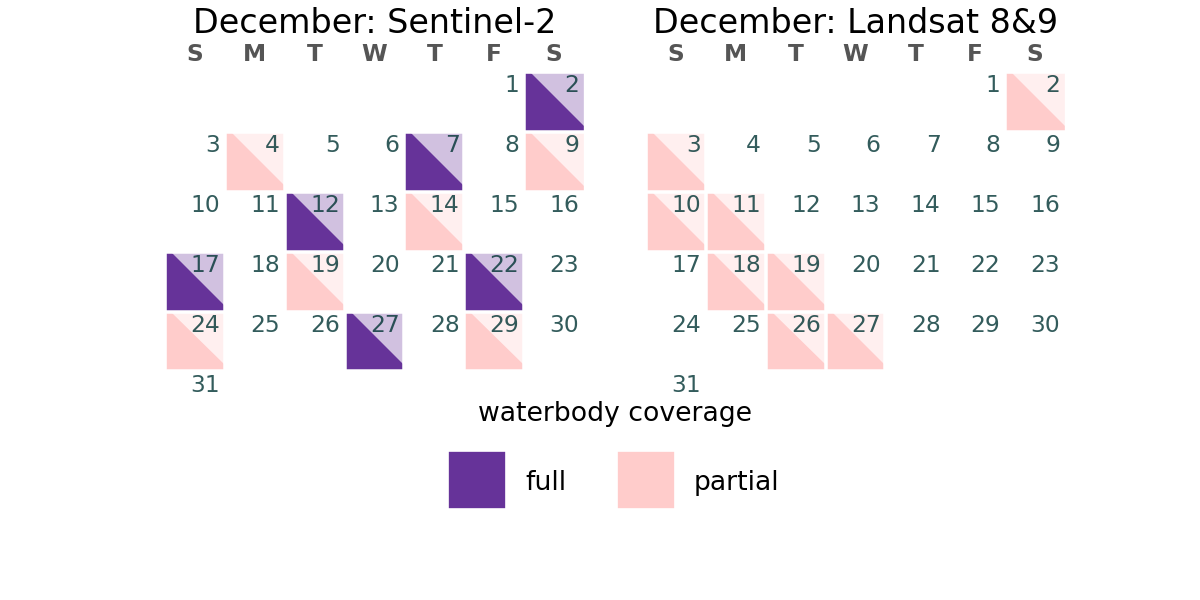 December: Sentinel-2
S M T W T F S
1 2
3 4 5 6 7 8 9
10 11 12 13 14 15 16
17 18 19 20 21 22 23
24 25 26 27 28 29 30
31
December: Landsat 8&9
S M T W T F S
1 2
3 4 5 6 7 8 9
10 11 12 13 14 15 16
17 18 19 20 21 22 23
24 25 26 27 28 29 30
31
waterbody coverage
full
partial